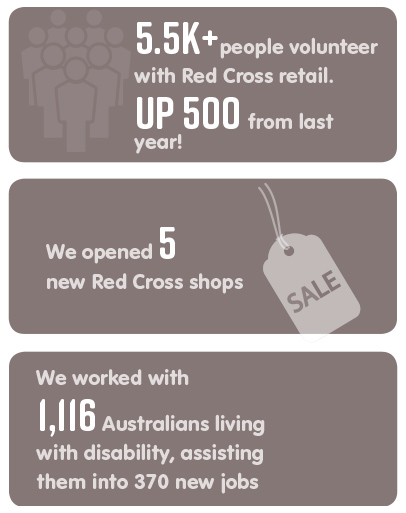 5.5K+ people volunteer
with Red Cross retail.
UP 500 from last
year!
We opened 5
new Red Cross shops
SALE
We worked with
1,116 Australians living
with disability, assisting
them into 370 new jobs